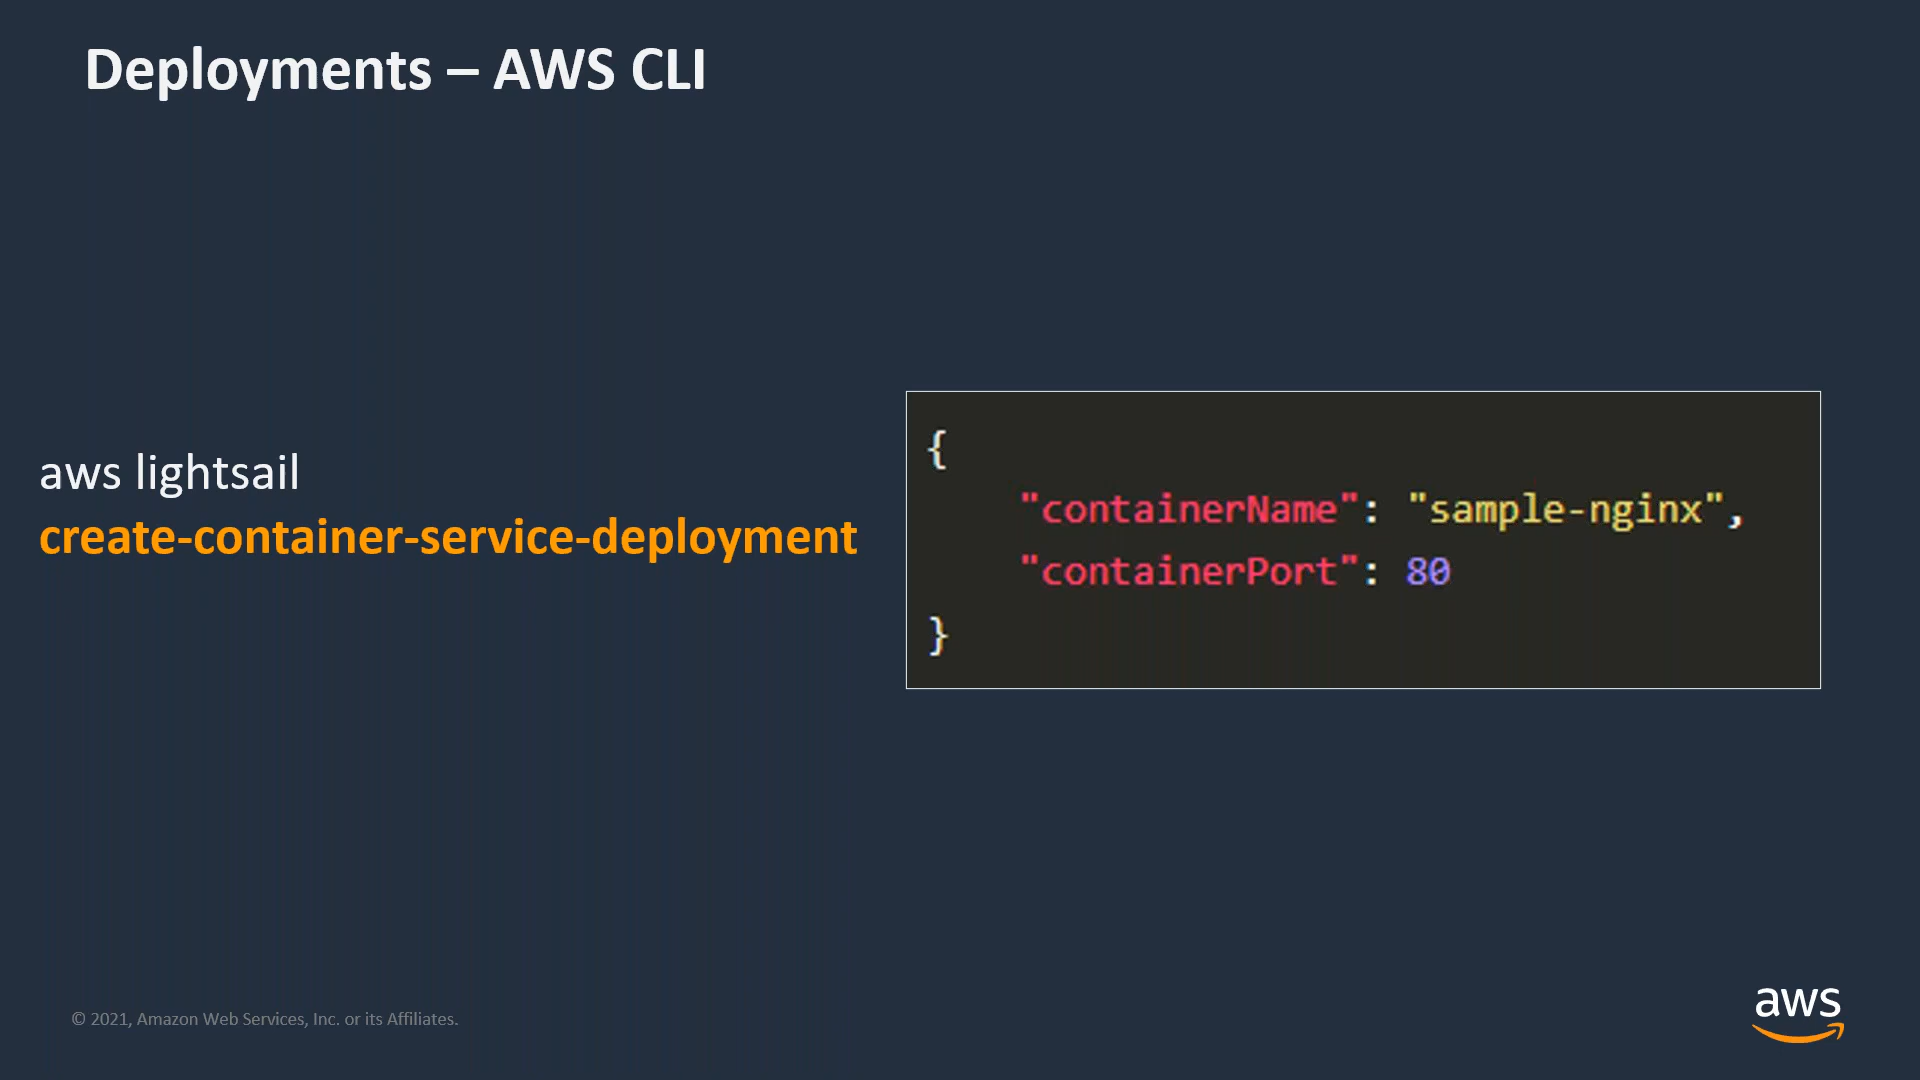 Deployments – AWS CLI
aws lightsail
create-container-service-deployment
{
    "containerName": "sample-nginx",
    "containerPort": 80
}
© 2021, Amazon Web Services, Inc. or its Affiliates.
aws